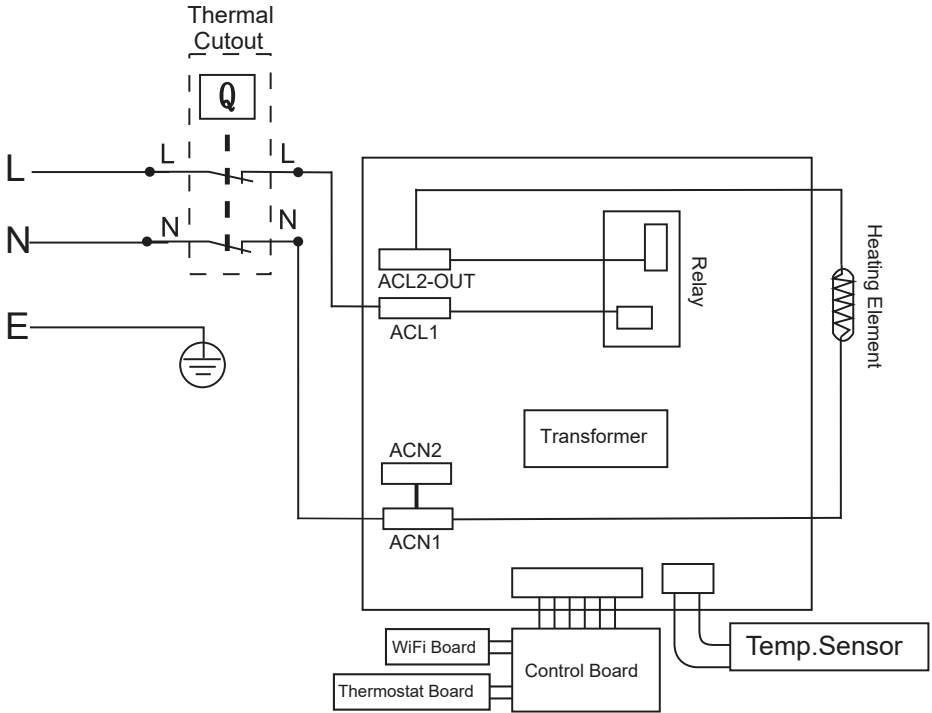 Thermal
Cutout
Q
L
L
L
N
N
N
E
ACL2-OUT
ACL1
Relay
Heating Element
Transformer
ACN2
ACN1
WiFi Board
Thermostat Board
Control Board
Temp.Sensor